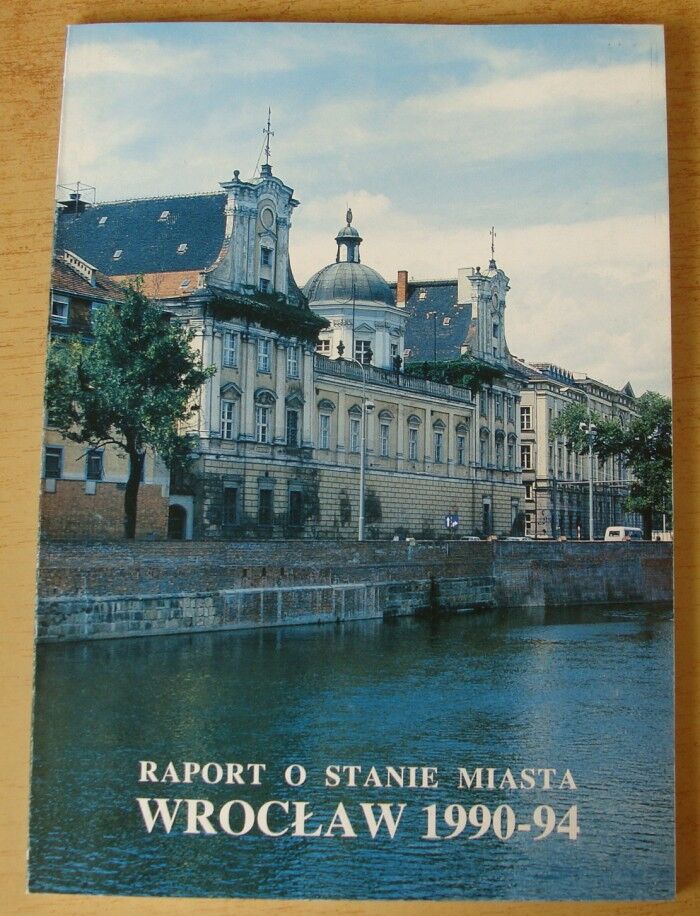 RAPORT O STANIE MIASTA
WROCŁAW 1990-94